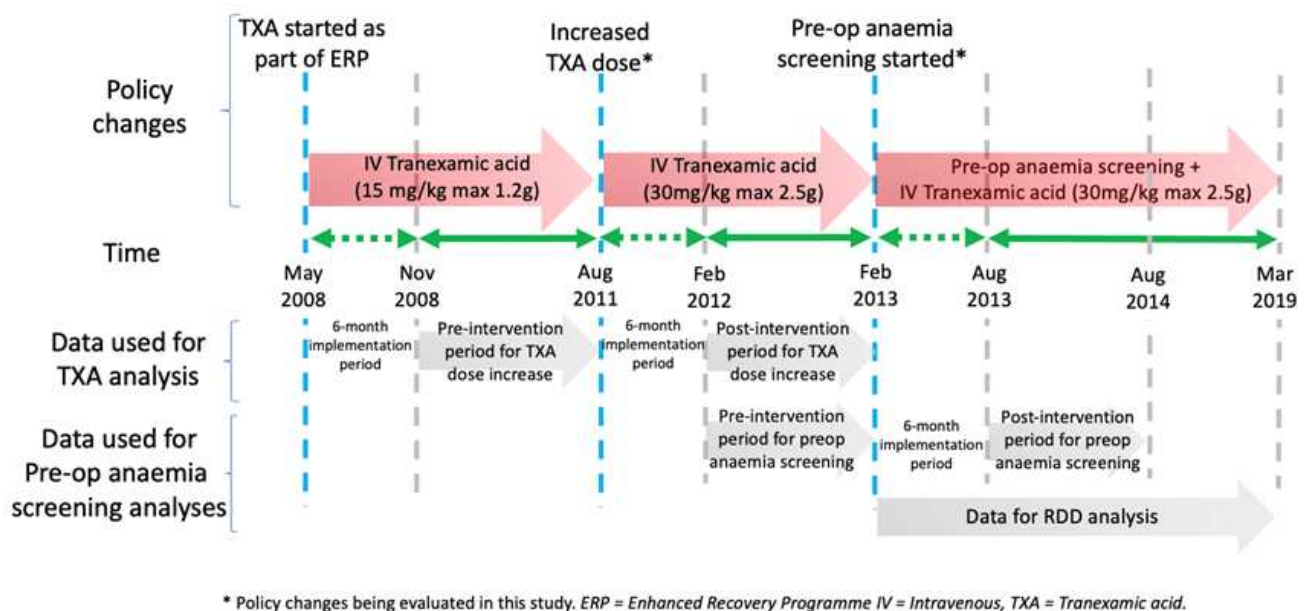 TXA started as
part of ERP
Increased
TXA dose*
Pre-op anaemia
screening started*
Policy
changes
IV Tranexamic acid
(15 mg/kg max 1.2g)
IV Tranexamic acid
(30mg/kg max 2.5g)
Pre-op anaemia screening +
IV Tranexamic acid (30mg/kg max 2.5g)
Time
May
2008
Nov
2008
Aug
2011
Feb
2012
Feb
2013
Aug
2013
Aug
2014
Mar
2019
Data used for
TXA analysis
6-month
implementation
period
Pre-intervention
period for TXA
dose increase
6-month
implementation
period
Post-intervention
period for TXA
dose increase
Data used for
Pre-op anaemia
screening analyses
Pre-intervention
period for preop
anaemia screening
6-month
implementation
period
Post-intervention
period for preop
anaemia screening
Data for RDD analysis
* Policy changes being evaluated in this study. ERP = Enhanced Recovery Programme IV = Intravenous, TXA = Tranexamic acid.